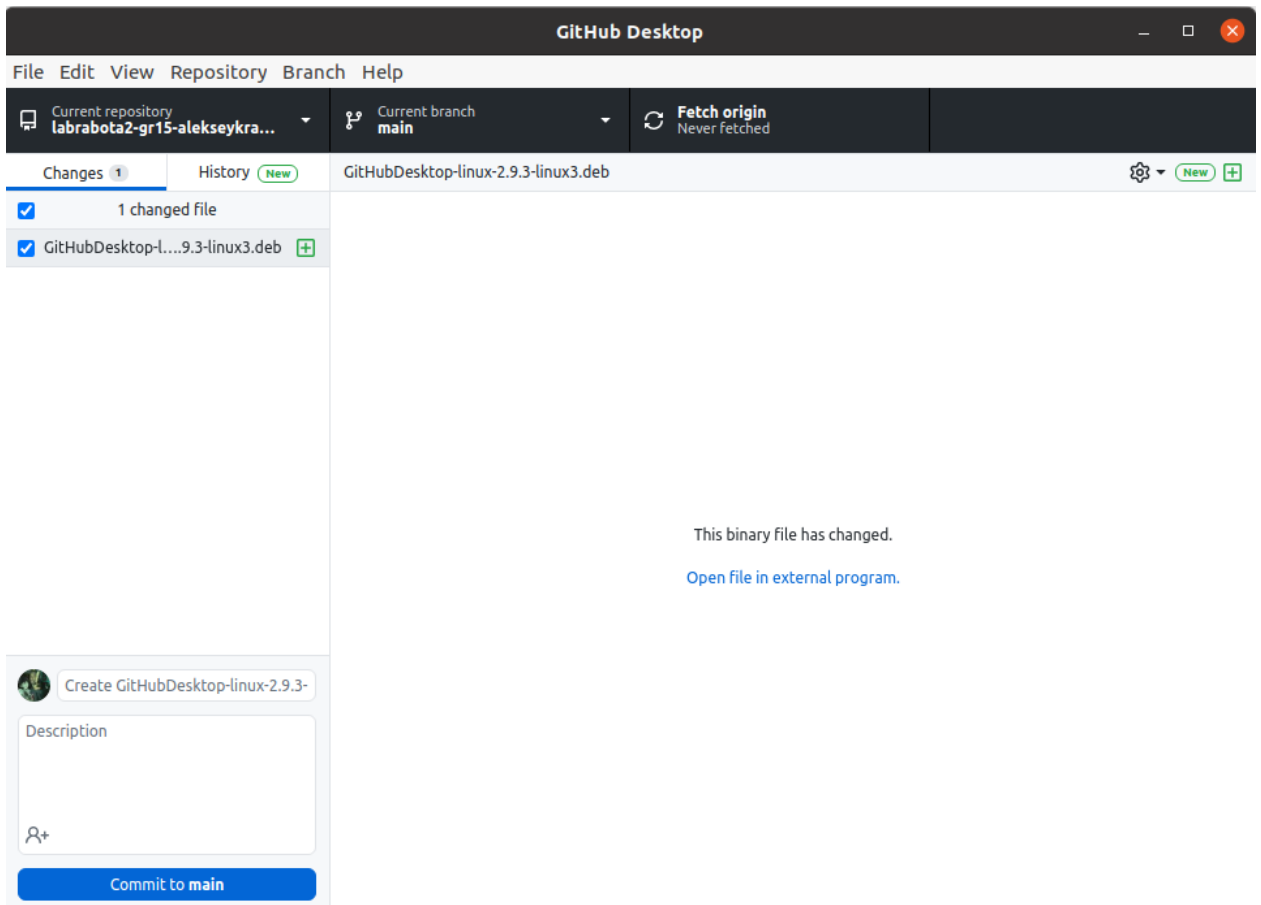 GitHub Desktop
File Edit View Repository Branch Help
Current repository
labrabota2-gr15-alekseykra...
Current branch
main
Fetch origin
Never fetched
Changes 1
History New
GitHubDesktop-linux-2.9.3-linux3.deb
New
1 changed file
GitHubDesktop-l....9.3-linux3.deb
This binary file has changed.
Open file in external program.
Create GitHubDesktop-linux-2.9.3-
Description
Commit to main